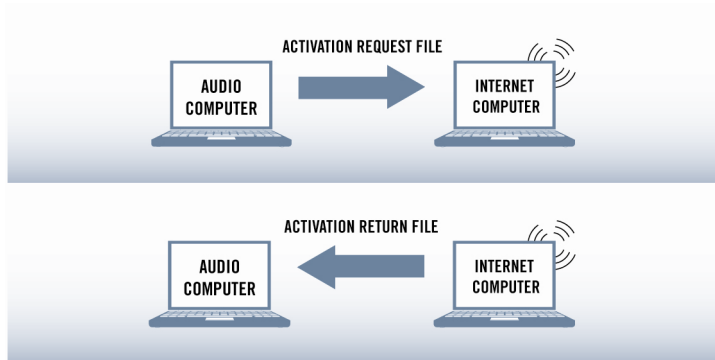 ACTIVATION REQUEST FILE
AUDIO
COMPUTER
INTERNET
COMPUTER
ACTIVATION RETURN FILE
AUDIO
COMPUTER
INTERNET
COMPUTER